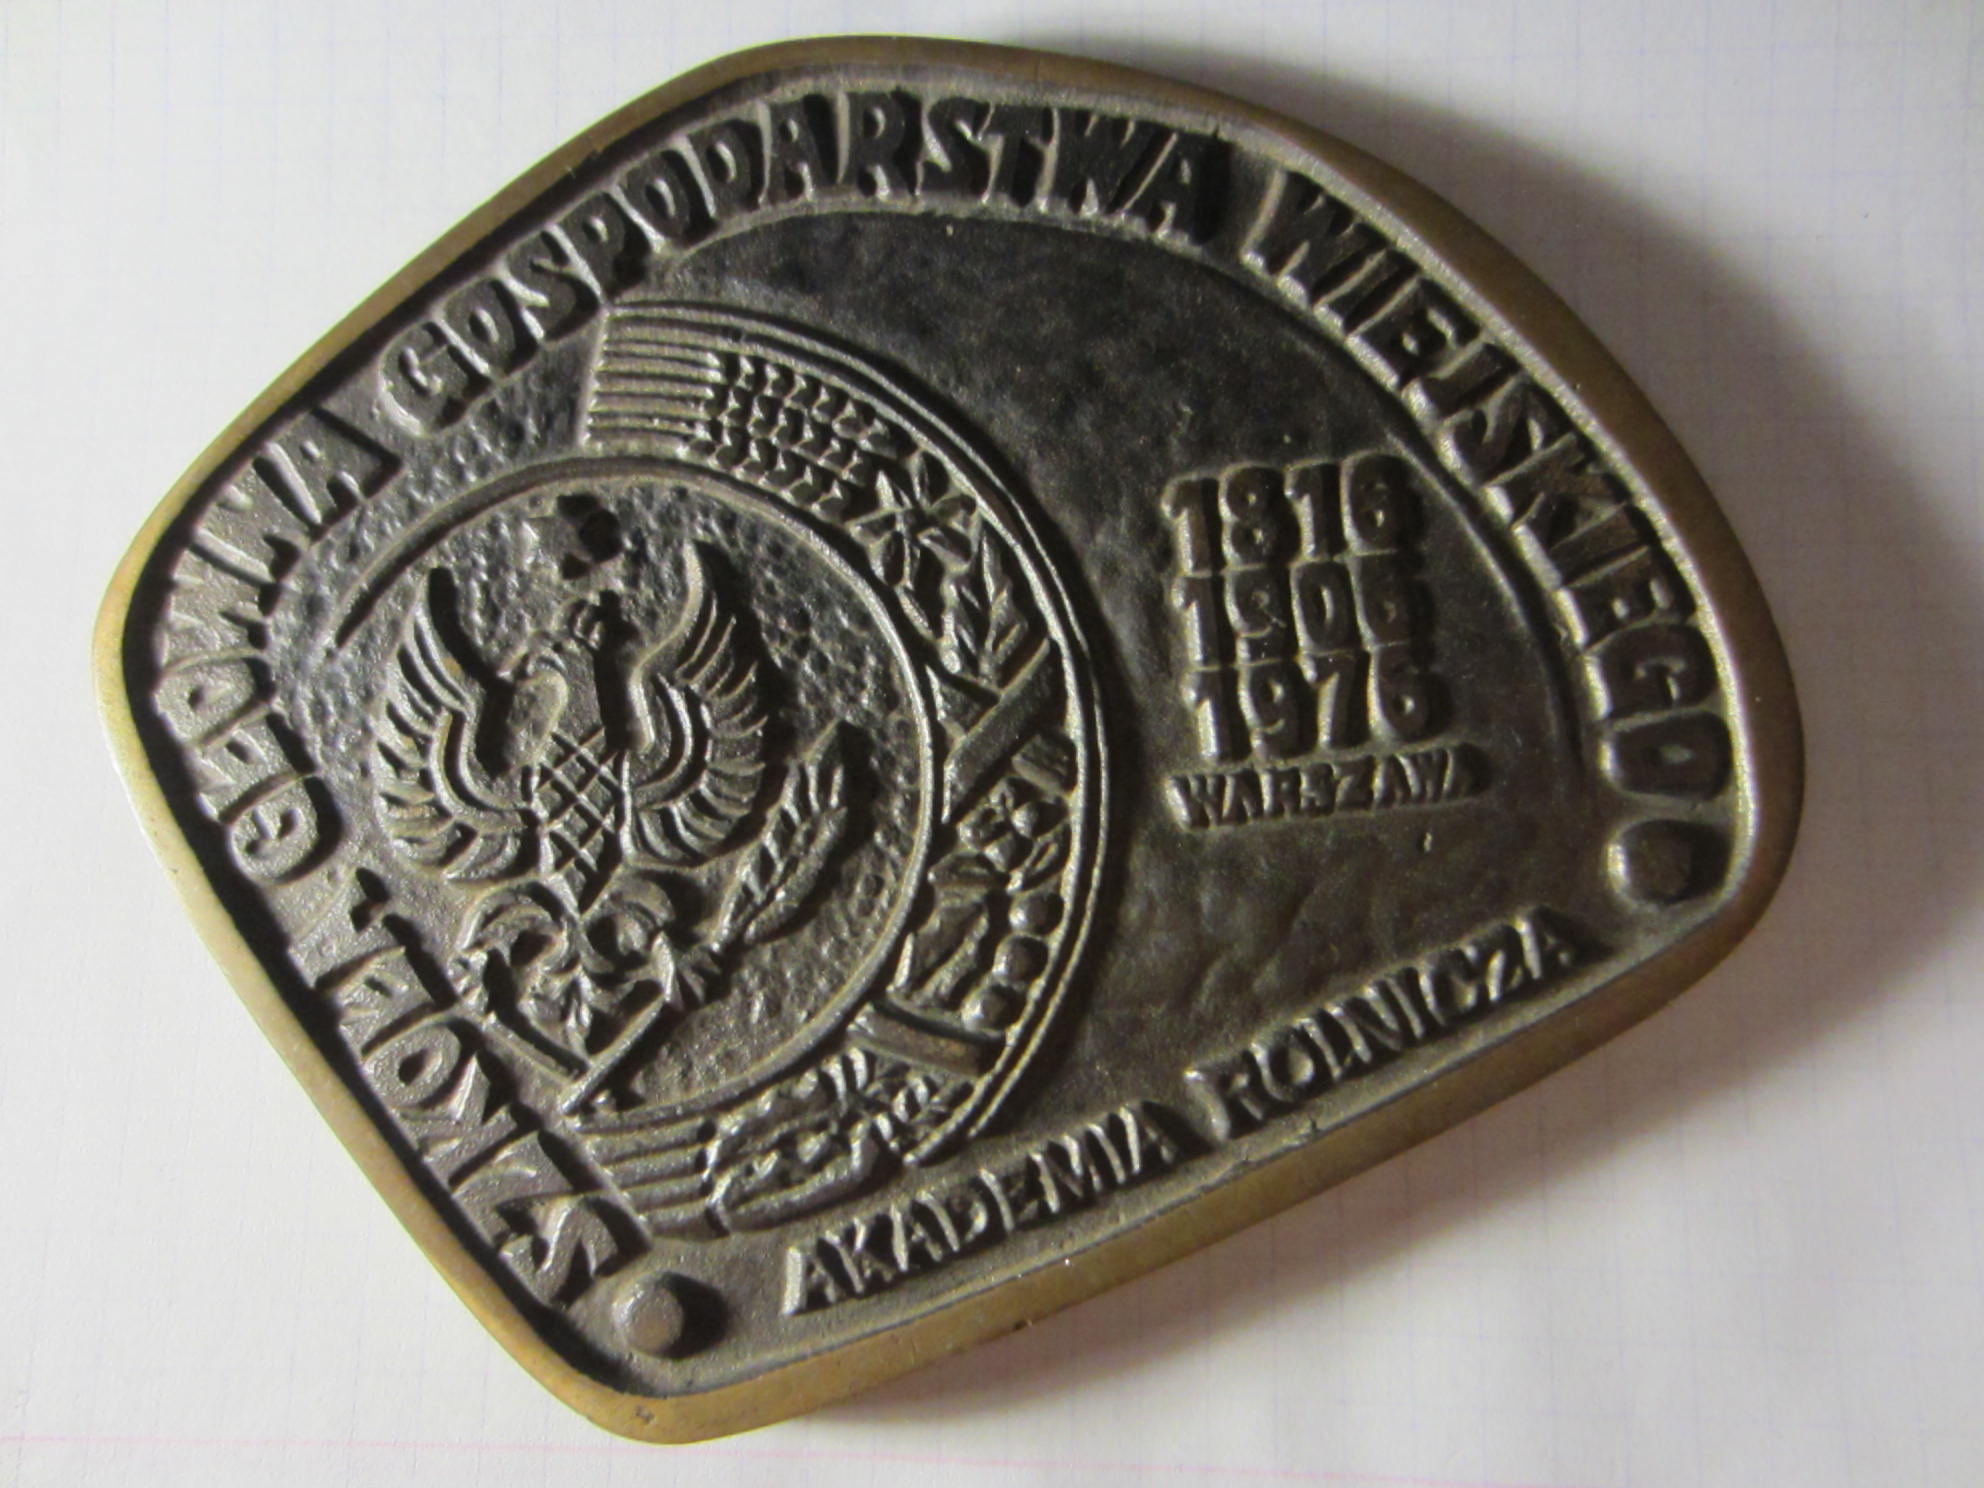 SZKOŁA GŁÓWNA GOSPODARSTWA WIEJSKIEGO
1816
1906
1976
WARSZAWA
AKADEMIA ROLNICZA